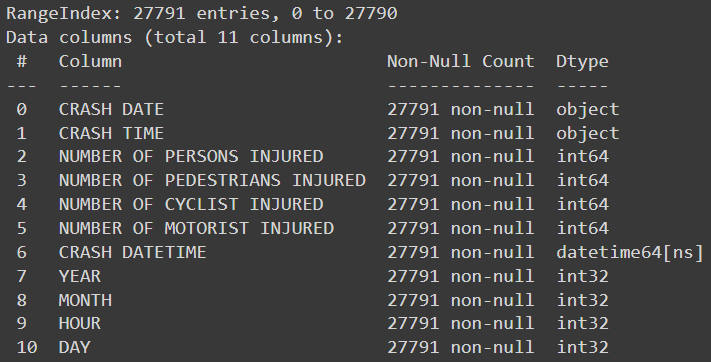 RangeIndex: 27791 entries, 0 to 27790
Data columns (total 11 columns):
 #   Column                         Non-Null Count  Dtype
---  ------                         --------------  -----
 0   CRASH DATE                     27791 non-null  object
 1   CRASH TIME                     27791 non-null  object
 2   NUMBER OF PERSONS INJURED      27791 non-null  int64
 3   NUMBER OF PEDESTRIANS INJURED  27791 non-null  int64
 4   NUMBER OF CYCLIST INJURED      27791 non-null  int64
 5   NUMBER OF MOTORIST INJURED     27791 non-null  int64
 6   CRASH DATETIME                 27791 non-null  datetime64[ns]
 7   YEAR                           27791 non-null  int32
 8   MONTH                          27791 non-null  int32
 9   HOUR                           27791 non-null  int32
 10  DAY                            27791 non-null  int32